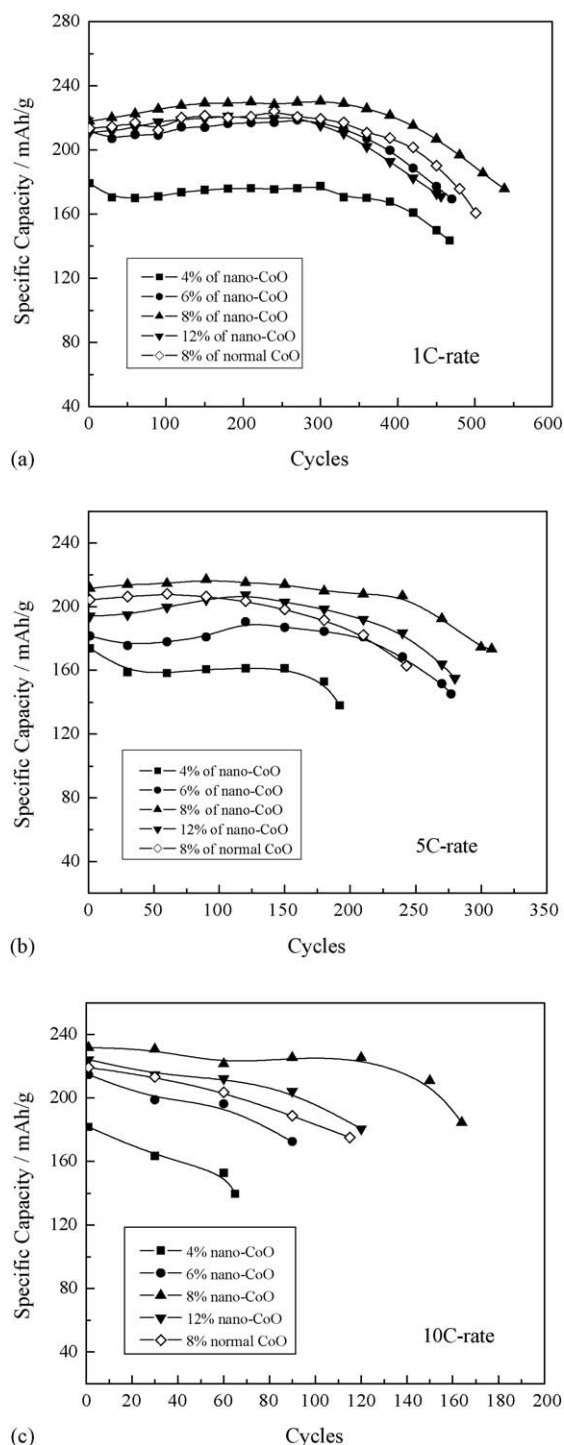 280
240
200
160
120
80
40
Specific Capacity / mAh/g
4% of nano-CoO
6% of nano-CoO
8% of nano-CoO
12% of nano-CoO
8% of normal CoO
1C-rate
0 100 200 300 400 500 600
(a)
Cycles
240
200
160
120
80
40
Specific Capacity / mAh/g
4% of nano-CoO
6% of nano-CoO
8% of nano-CoO
12% of nano-CoO
8% of normal CoO
5C-rate
0 50 100 150 200 250 300 350
(b)
Cycles
280
240
200
160
120
80
40
Specific Capacity / mAh/g
4% nano-CoO
6% nano-CoO
8% nano-CoO
12% nano-CoO
8% normal CoO
10C-rate
0 20 40 60 80 100 120 140 160 180 200
(c)
Cycles